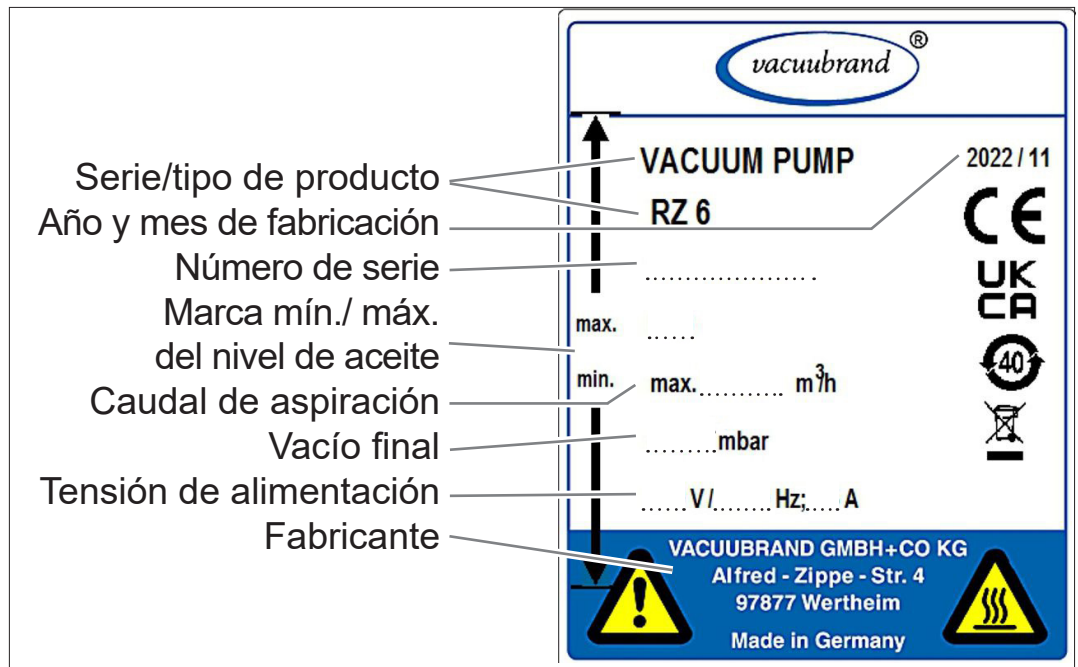 vacuubrand ®
Serie/tipo de producto
Año y mes de fabricación
Número de serie
Marca mín./ máx.
del nivel de aceite
Caudal de aspiración
Vacío final
Tensión de alimentación
Fabricante
VACUUM PUMP
2022 / 11
RZ 6
CE
UK
CA
....................
max. ......
40
min. max.......... m³/h
........mbar
.....V /....... Hz;.....A
VACUUBRAND GMBH+CO KG
Alfred - Zippe - Str. 4
97877 Wertheim
Made in Germany